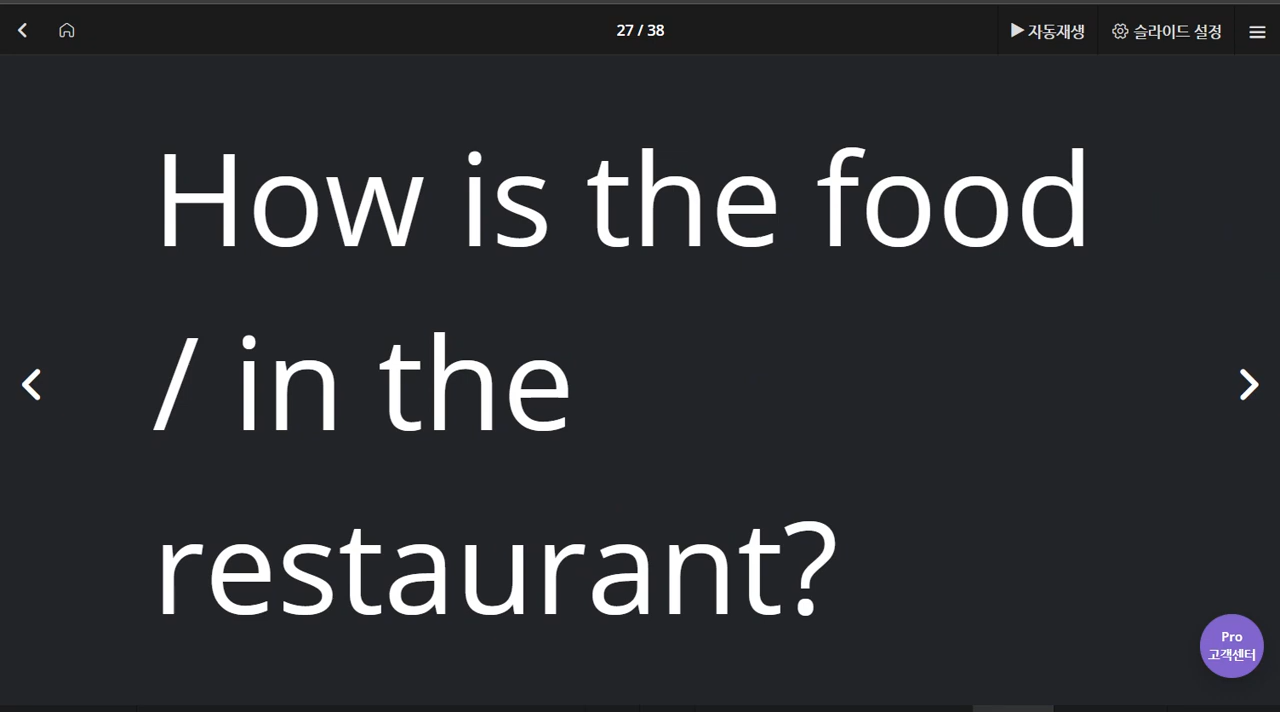 27 / 38
자동재생
슬라이드 설정
How is the food
/ in the
restaurant?
Pro
고객센터